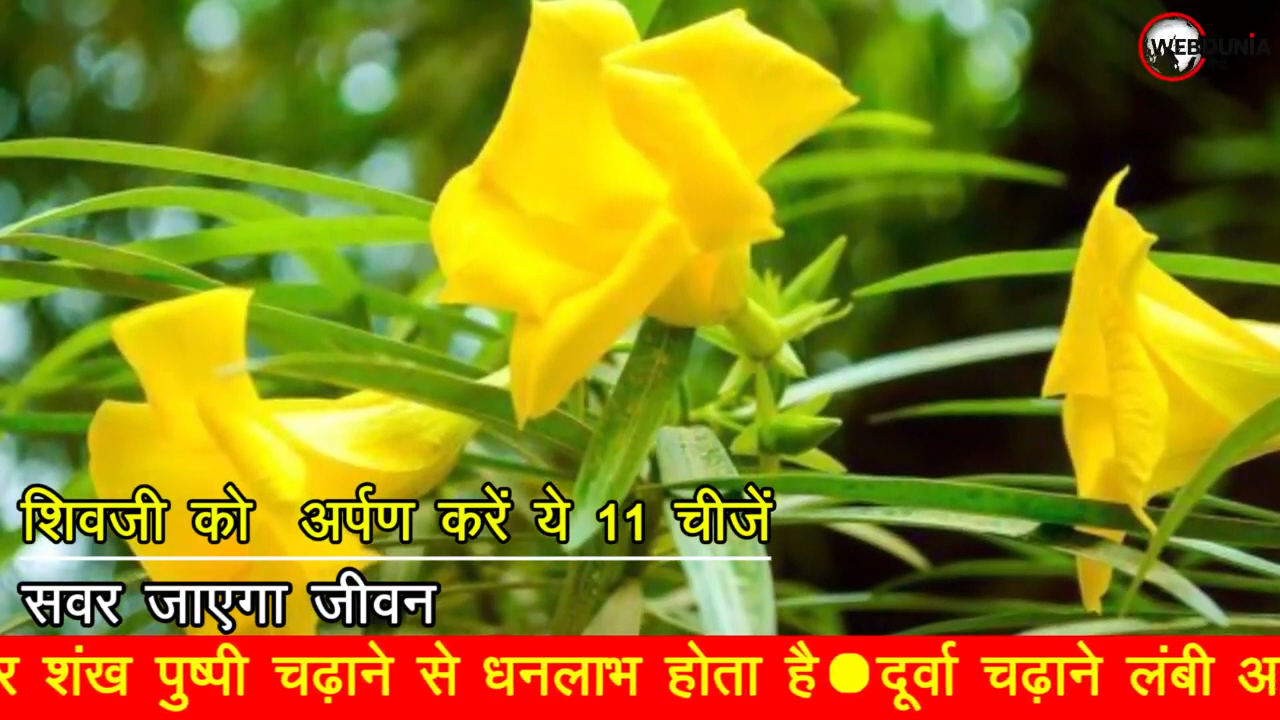 WEBDUNIA
शिवजी को अर्पण करें ये 11 चीजें
सवर जाएगा जीवन
शंख पुष्पी चढ़ाने से धनलाभ होता है●दूर्वा चढ़ाने लंबी